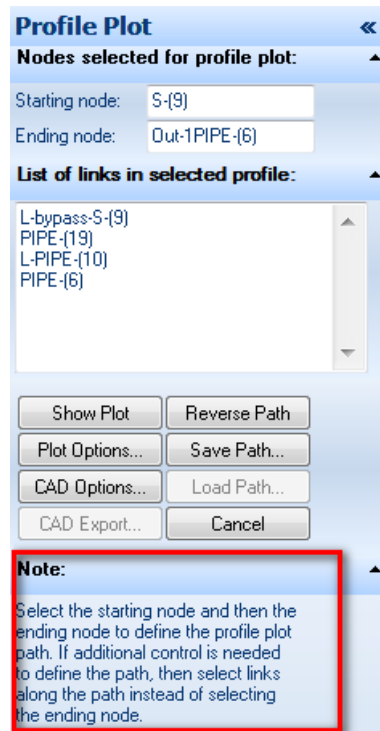 Profile Plot «
Nodes selected for profile plot:
Starting node: S-(9)
Ending node: Out-1PIPE-(6)
List of links in selected profile:
L-bypass-S-(9)
PIPE-(19)
L-PIPE-(10)
PIPE-(6)
Show Plot Reverse Path
Plot Options... Save Path...
CAD Options... Load Path...
CAD Export... Cancel
Note:
Select the starting node and then the
ending node to define the profile plot
path. If additional control is needed
to define the path, then select links
along the path instead of selecting
the ending node.